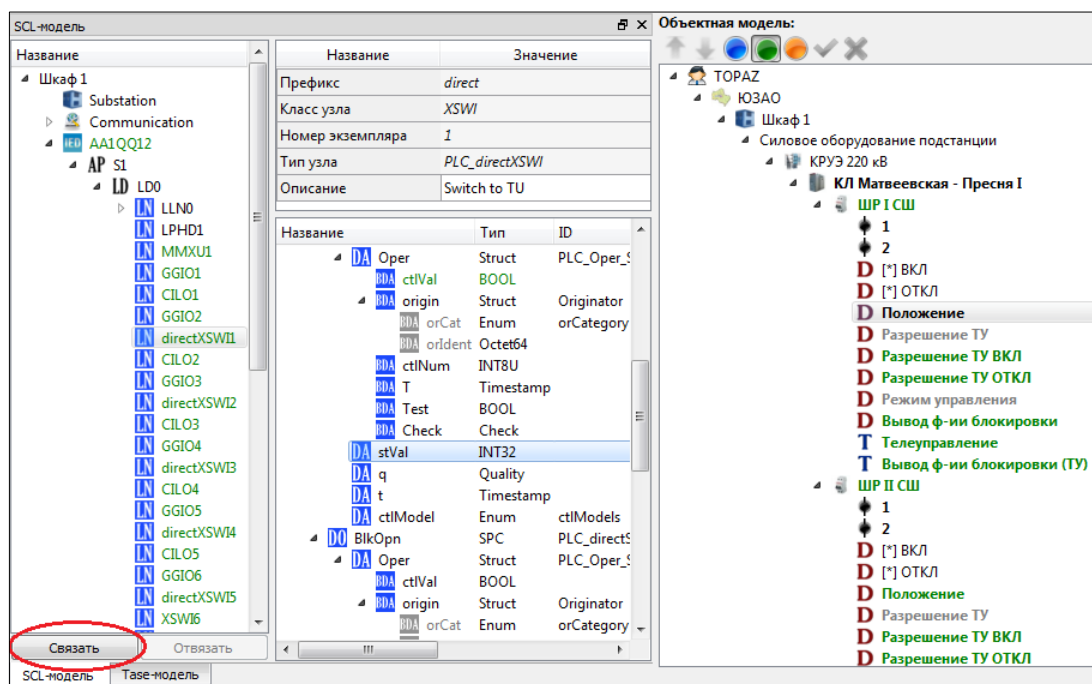 SCL-модель
Название
Шкаф 1
Substation
Communication
IED AA1QQ12
AP S1
LD LD0
LN LLN0
LN LPHD1
LN MMXU1
LN GGIO1
LN CILO1
LN GGIO2
LN directXSWI1
LN CILO2
LN GGIO3
LN directXSWI2
LN CILO3
LN GGIO4
LN directXSWI3
LN CILO4
LN GGIO5
LN directXSWI4
LN CILO5
LN GGIO6
LN directXSWI5
LN XSWI6
Связать Отвязать
SCL-модель Tase-модель
Название Значение
Префикс direct
Класс узла XSWI
Номер экземпляра 1
Тип узла PLC_directXSWI
Описание Switch to TU
Название Тип ID
DA Oper Struct PLC_Oper_S
BDA ctlVal BOOL
BDA origin Struct Originator
BDA orCat Enum orCategory
BDA orIdent Octet64
BDA ctlNum INT8U
BDA T Timestamp
BDA Test BOOL
BDA Check Check
DA stVal INT32
DA q Quality
DA t Timestamp
DA ctlModel Enum ctlModels
DO BlkOpn SPC PLC_directS
DA Oper Struct PLC_Oper_S
BDA ctlVal BOOL
BDA origin Struct Originator
BDA orCat Enum orCategory
Объектная модель:
TOPAZ
ЮЗАО
Шкаф 1
Силовое оборудование подстанции
КРУЭ 220 кВ
КЛ Матвеевская - Пресня I
ШР I СШ
1
2
D [*] ВКЛ
D [*] ОТКЛ
D Положение
D Разрешение ТУ
D Разрешение ТУ ВКЛ
D Разрешение ТУ ОТКЛ
D Режим управления
D Вывод ф-ии блокировки
T Телеуправление
T Вывод ф-ии блокировки (ТУ)
ШР II СШ
1
2
D [*] ВКЛ
D [*] ОТКЛ
D Положение
D Разрешение ТУ
D Разрешение ТУ ВКЛ
D Разрешение ТУ ОТКЛ